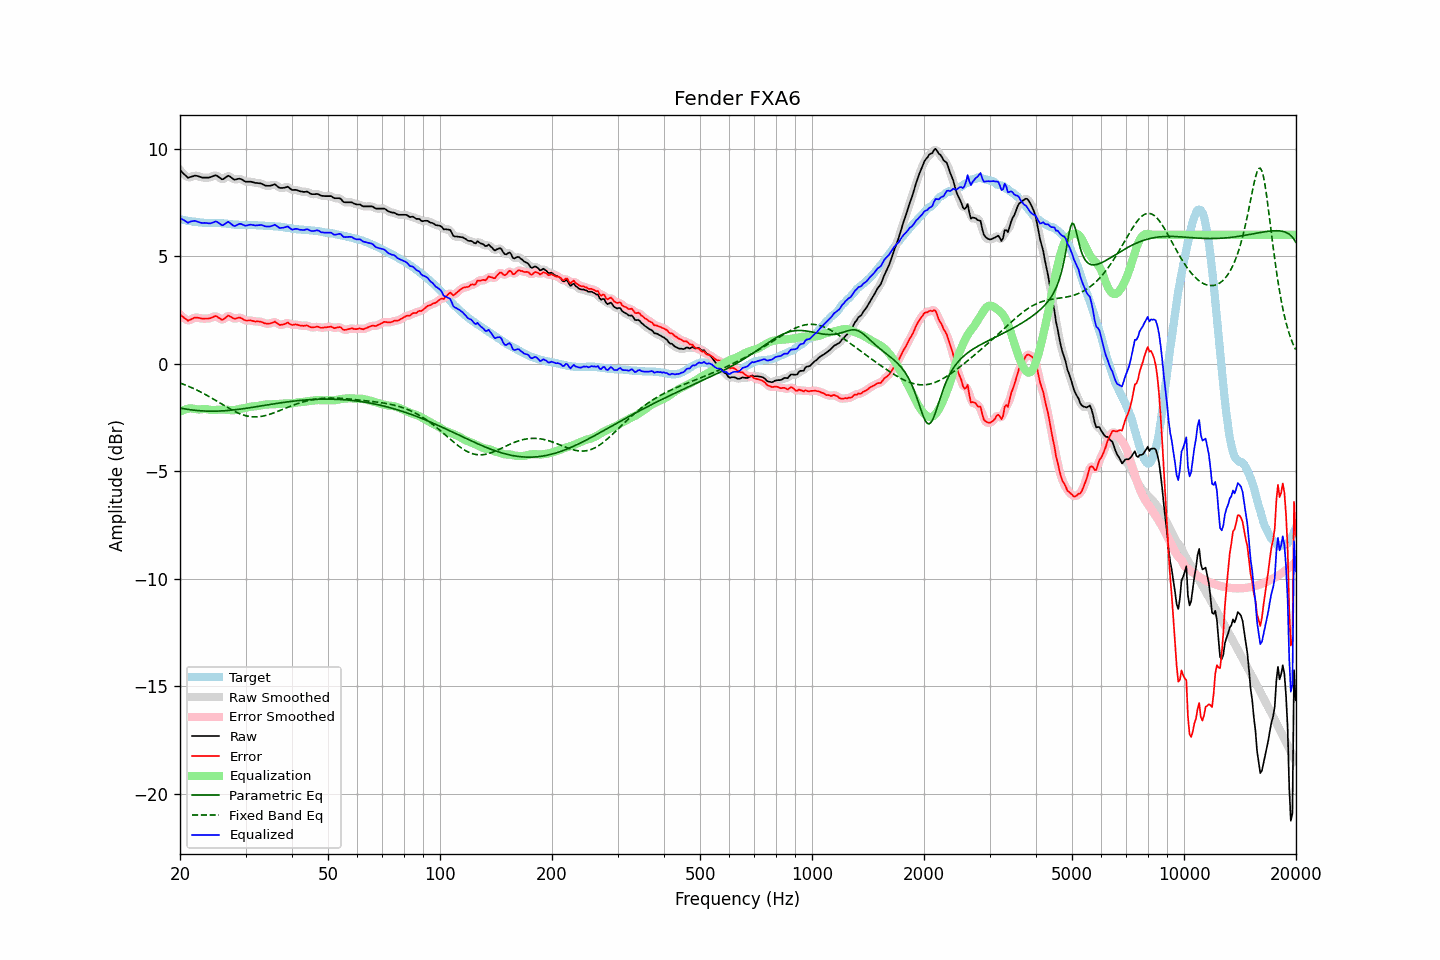 Fender FXA6
Amplitude (dBr)
10
5
0
−5
−10
−15
−20
Target
Raw Smoothed
Error Smoothed
Raw
Error
Equalization
Parametric Eq
Fixed Band Eq
Equalized
20 50 100 200 500 1000 2000 5000 10000 20000
Frequency (Hz)